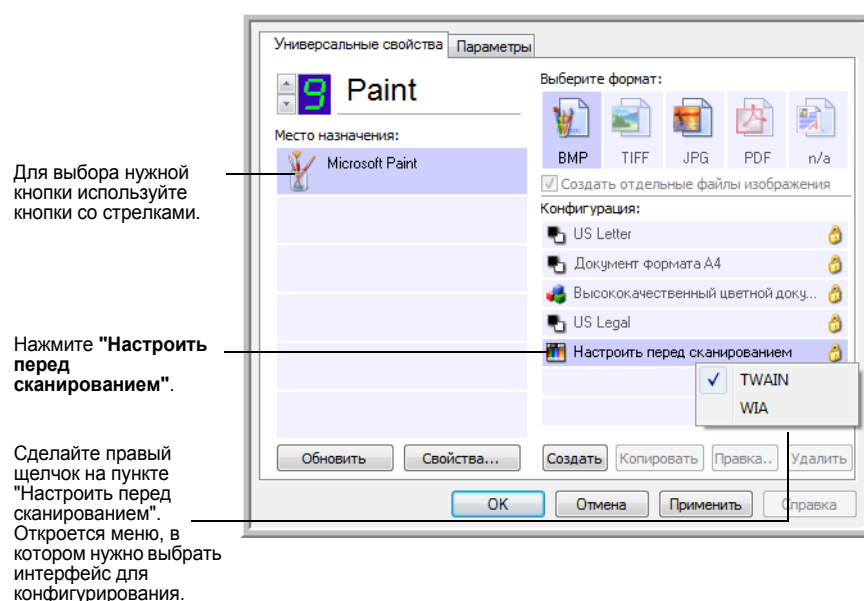 Универсальные свойства
Параметры
9
Paint
Место назначения:
Microsoft Paint
Выберите формат:
BMP
TIFF
JPG
PDF
n/a
Создать отдельные файлы изображения
Конфигурация:
US Letter
Документ формата A4
Высококачественный цветной доку...
US Legal
Настроить перед сканированием
TWAIN
WIA
Обновить
Свойства...
Создать
Копировать
Правка..
Удалить
OK
Отмена
Применить
Справка
Для выбора нужной
кнопки используйте
кнопки со стрелками.
Нажмите "Настроить
перед
сканированием".
Сделайте правый
щелчок на пункте
"Настроить перед
сканированием".
Откроется меню, в
котором нужно выбрать
интерфейс для
конфигурирования.